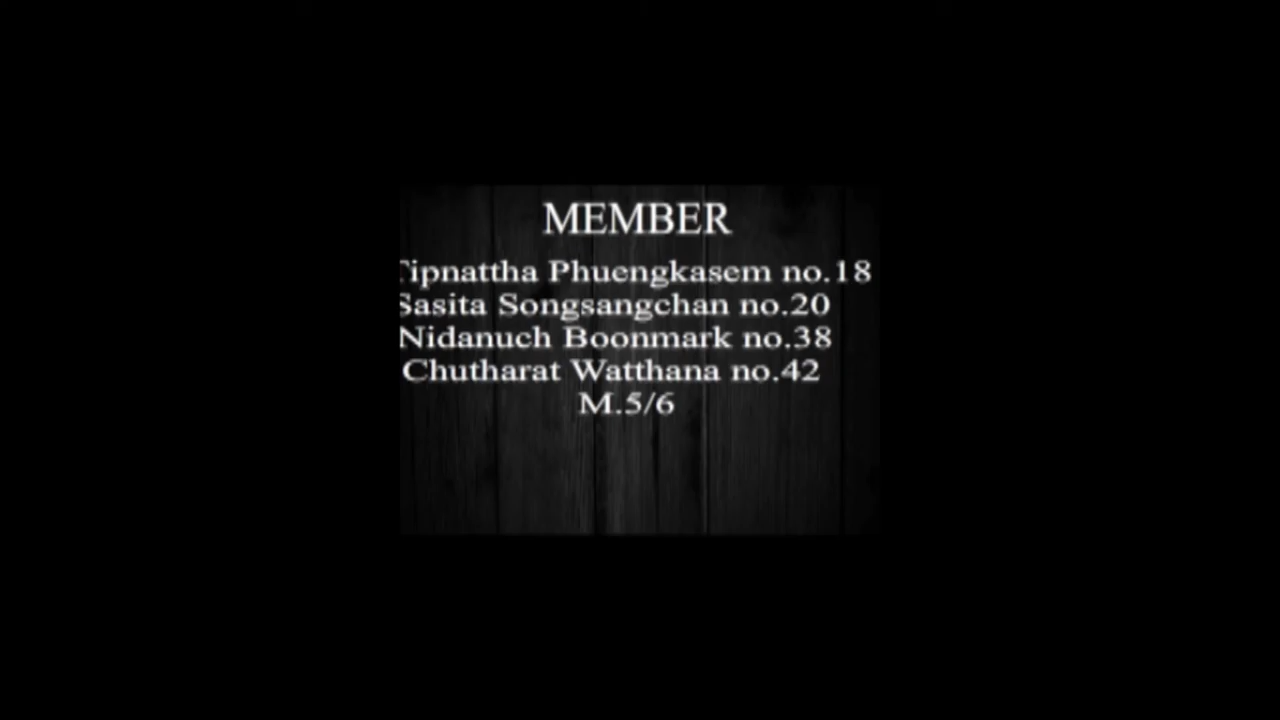 MEMBER
Tipnattha Phuengkasem no.18
Sasita Songsangchan no.20
Nidanuch Boonmark no.38
Chutharat Watthana no.42
M.5/6